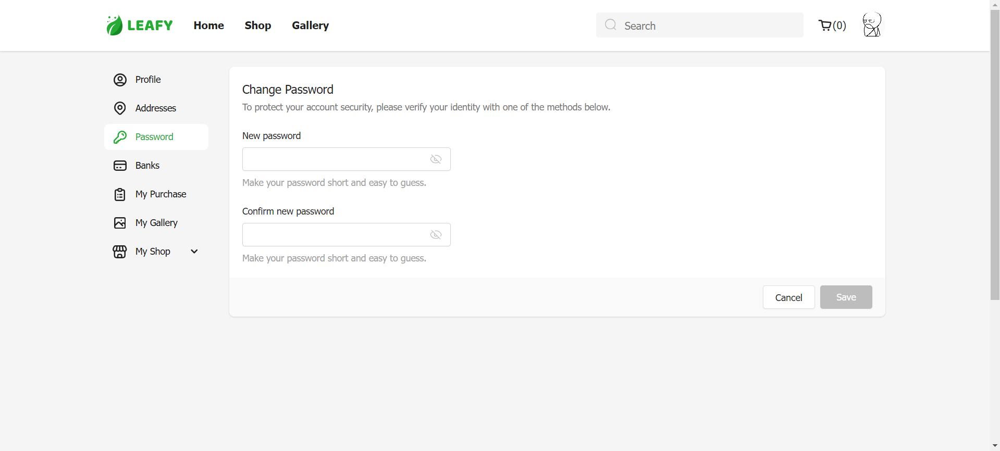 LEAFY Home Shop Gallery Search (0)
Profile
Addresses
Password
Banks
My Purchase
My Gallery
My Shop
Change Password
To protect your account security, please verify your identity with one of the methods below.
New password
Make your password short and easy to guess.
Confirm new password
Make your password short and easy to guess.
Cancel Save